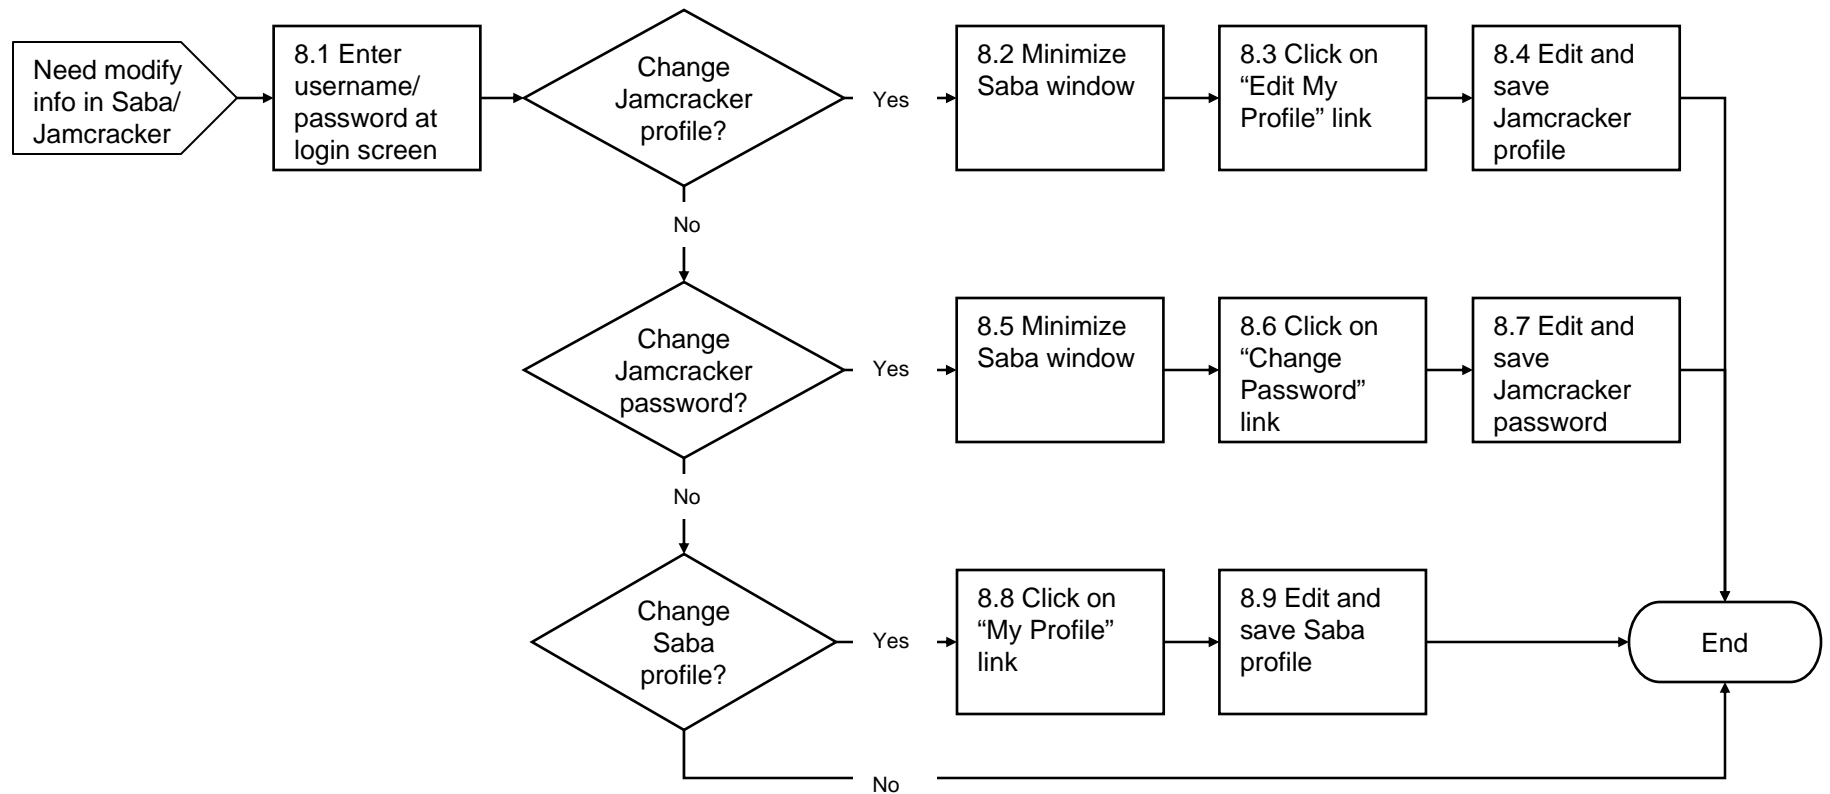 Need modify
info in Saba/
Jamcracker
8.1 Enter
username/
password at
login screen
Change
Jamcracker
profile?
Yes
8.2 Minimize
Saba window
8.3 Click on
“Edit My
Profile” link
8.4 Edit and
save
Jamcracker
profile
No
Change
Jamcracker
password?
Yes
8.5 Minimize
Saba window
8.6 Click on
“Change
Password”
link
8.7 Edit and
save
Jamcracker
password
No
Change
Saba
profile?
Yes
8.8 Click on
“My Profile”
link
8.9 Edit and
save Saba
profile
End
No